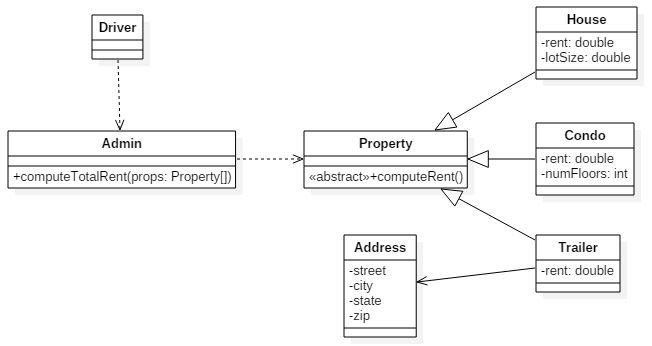 Driver
Admin
+computeTotalRent(props: Property[])
Property
«abstract»+computeRent()
House
-rent: double
-lotSize: double
Condo
-rent: double
-numFloors: int
Trailer
-rent: double
Address
-street
-city
-state
-zip